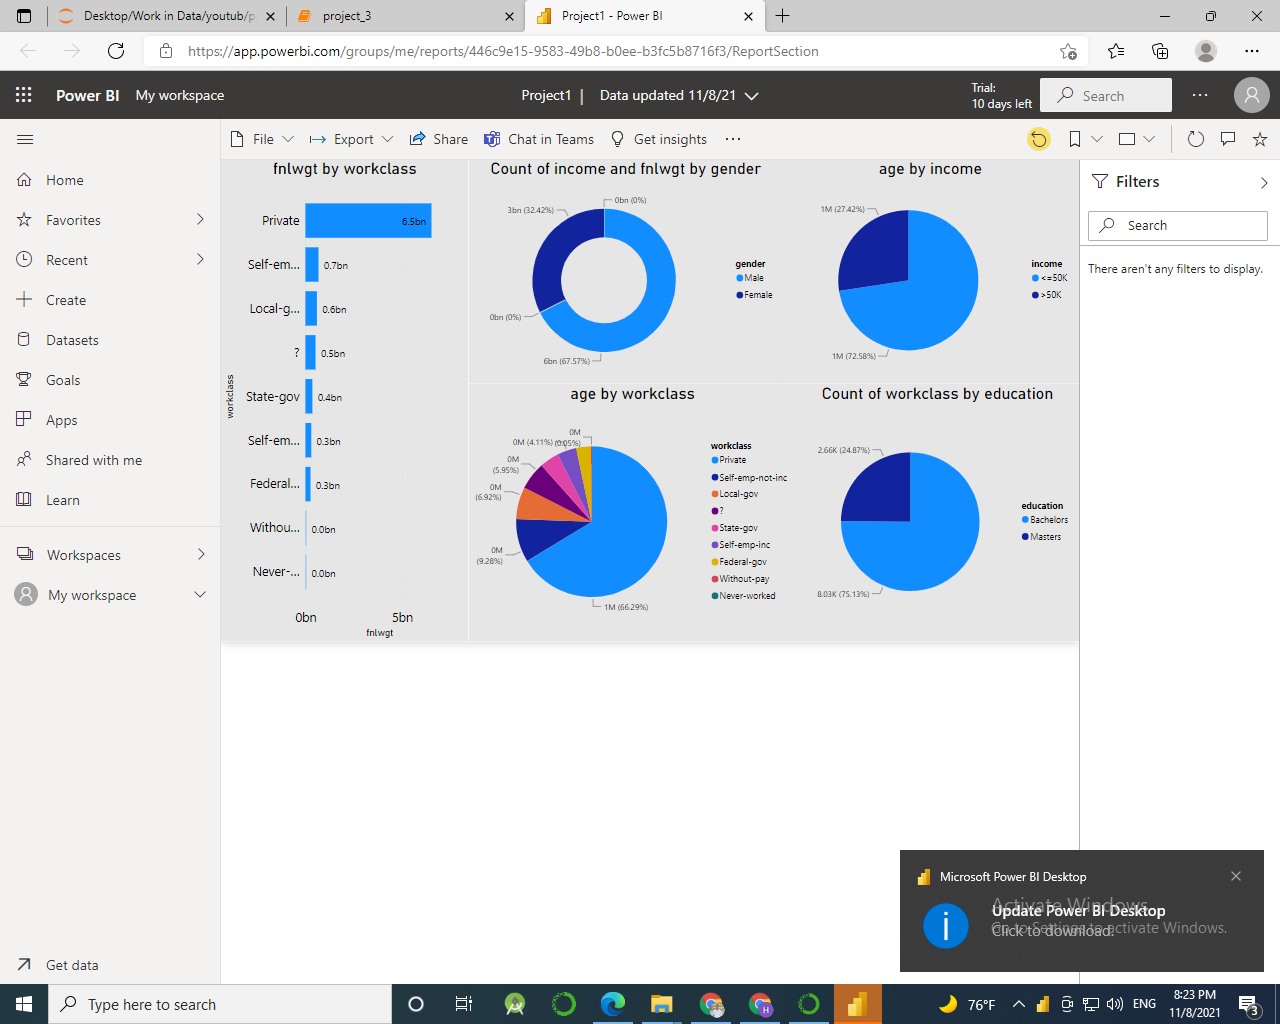 Desktop/Work in Data/youtub/p
project_3
Project1 - Power BI
https://app.powerbi.com/groups/me/reports/446c9e15-9583-49b8-b0ee-b3fc5b8716f3/ReportSection
Power BI
My workspace
Project1 | Data updated 11/8/21
Trial:
10 days left
Search
File
Export
Share
Chat in Teams
Get insights
Home
Favorites
Recent
Create
Datasets
Goals
Apps
Shared with me
Learn
Workspaces
My workspace
Get data
fnlwgt by workclass
workclass
Private
6.5bn
Self-em...
0.7bn
Local-g...
0.6bn
?
0.5bn
State-gov
0.4bn
Self-em...
0.3bn
Federal...
0.3bn
Withou...
0.0bn
Never-...
0.0bn
0bn
5bn
fnlwgt
Count of income and fnlwgt by gender
0bn (0%)
3bn (32.42%)
0bn (0%)
6bn (67.57%)
gender
Male
Female
age by income
1M (27.42%)
1M (72.58%)
income
<=50K
>50K
age by workclass
0M
0M (4.11%)
(0.05%)
0M
(5.95%)
0M
(6.92%)
0M
(9.28%)
1M (66.29%)
workclass
Private
Self-emp-not-inc
Local-gov
?
State-gov
Self-emp-inc
Federal-gov
Without-pay
Never-worked
Count of workclass by education
2.66K (24.87%)
8.03K (75.13%)
education
Bachelors
Masters
Filters
Search
There aren't any filters to display.
Microsoft Power BI Desktop
Activate Windows
Update Power BI Desktop
Go to Settings to activate Windows.
Click to download.
Type here to search
76°F
ENG
8:23 PM
11/8/2021
3